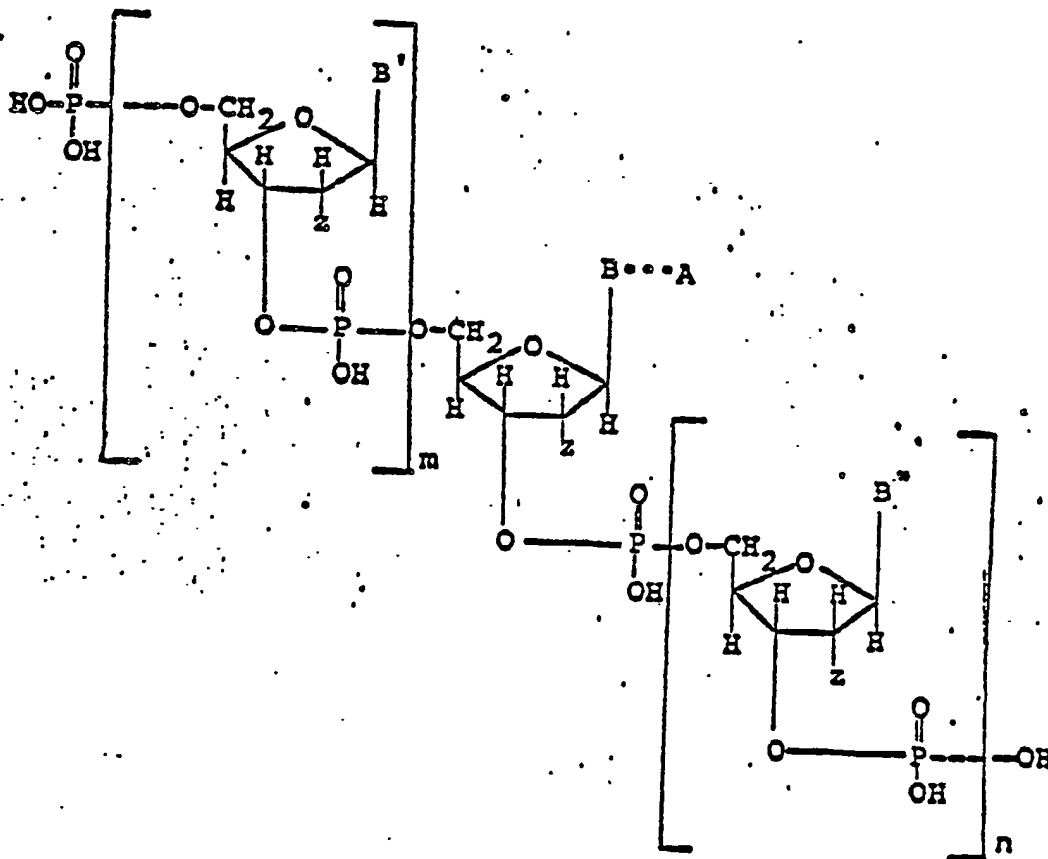 O
B'
HO-P-O-CH2 O
OH H H
H z H
O
B•••A
O-P-O-CH2 O
OH H H
H z H
O
B"
O-P-O-CH2 O
OH H H
H z H
m
O
O-P-OH
OH
n